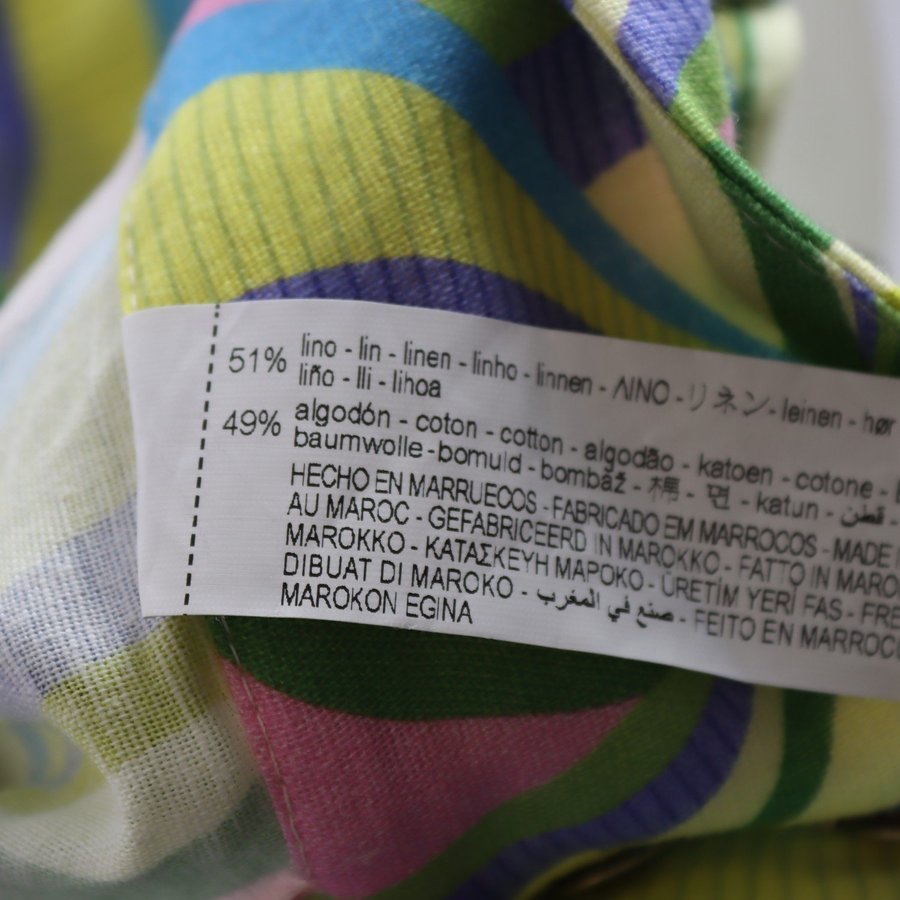 51% lino - lin - linen - linho - linnen - ΛΙΝΟ - リネン - leinen - hør
liño - lli - lihoa
49% algodón - coton - cotton - algodão - katoen - cotone -
baumwolle - bomuld - bombaž - 棉 - 면 - katun - قطن -
HECHO EN MARRUECOS - FABRICADO EM MARROCOS - MADE
AU MAROC - GEFABRICEERD IN MAROKKO - FATTO IN MAROC
MAROKKO - ΚΑΤΑΣΚΕΥΗ ΜΑΡΟΚΟ - ÜRETİM YERİ FAS - FRE
DIBUAT DI MAROKO - صنع في المغرب - FEITO EN MARROC
MAROKON EGINA